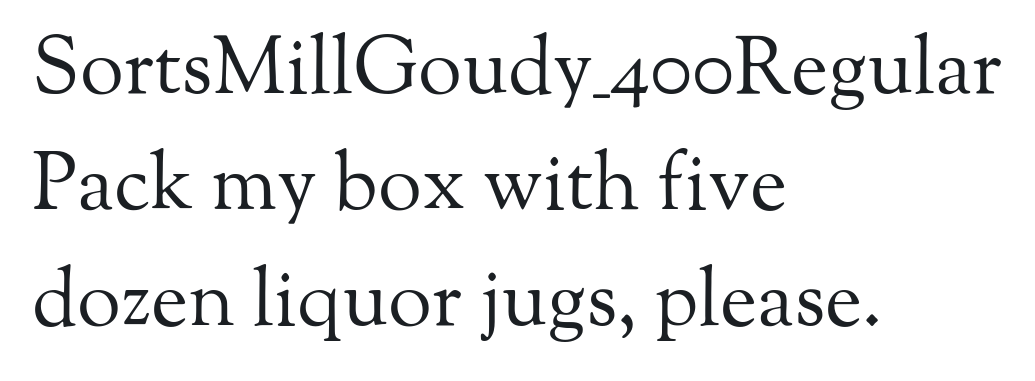 SortsMillGoudy_400Regular
Pack my box with five
dozen liquor jugs, please.